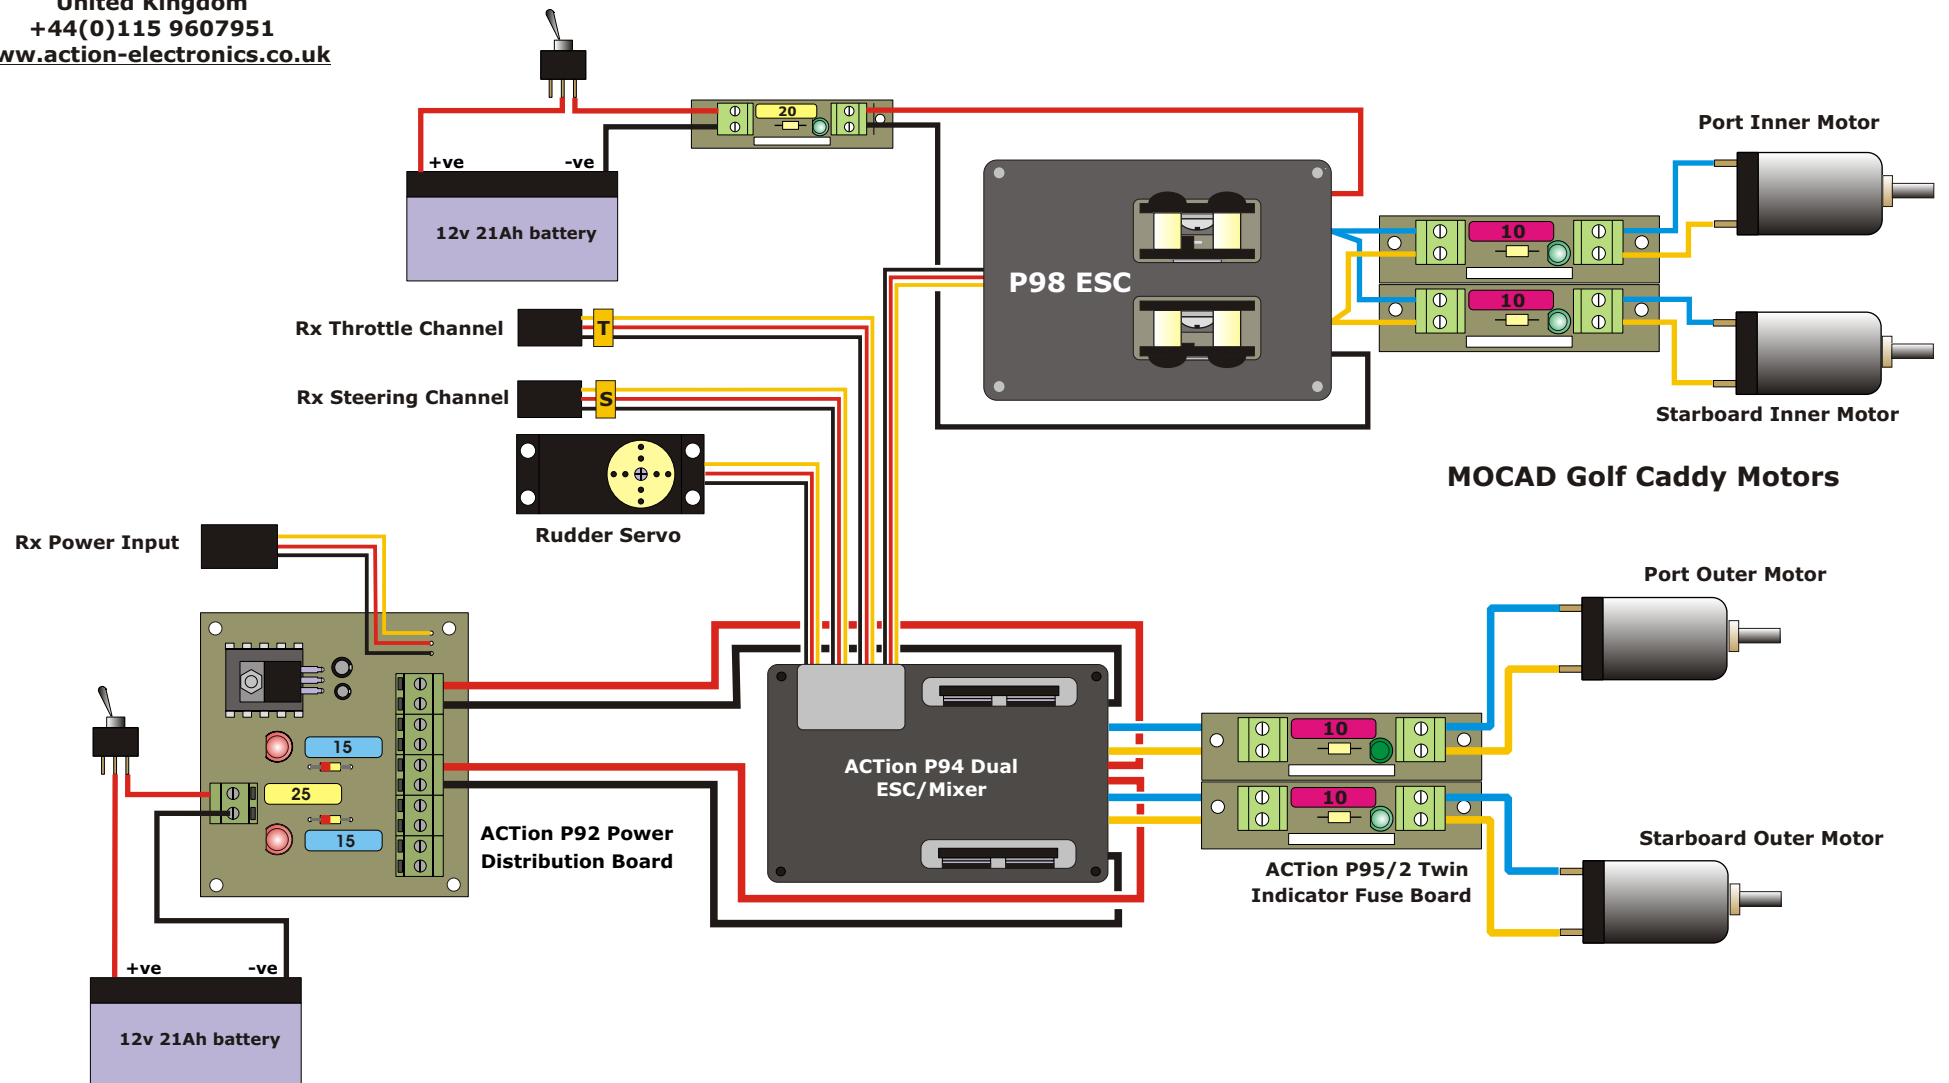 United Kingdom
+44(0)115 9607951
ww.action-electronics.co.uk
20
+ve
-ve
12v 21Ah battery
P98 ESC
Port Inner Motor
10
10
Starboard Inner Motor
MOCAD Golf Caddy Motors
Rx Throttle Channel
T
Rx Steering Channel
S
Rudder Servo
Rx Power Input
15
25
15
ACTion P92 Power
Distribution Board
+ve
-ve
12v 21Ah battery
ACTion P94 Dual
ESC/Mixer
Port Outer Motor
10
10
ACTion P95/2 Twin
Indicator Fuse Board
Starboard Outer Motor